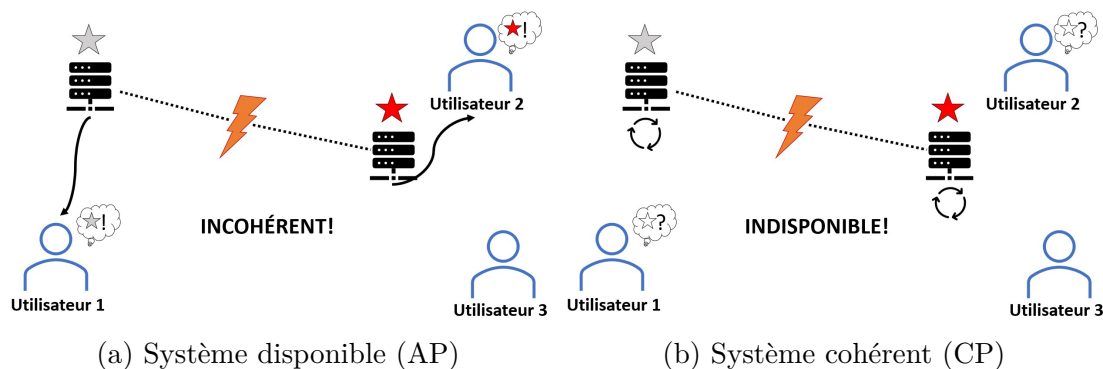 !
Utilisateur 2
INCOHÉRENT!
!
Utilisateur 1
Utilisateur 3
(a) Système disponible (AP)
?
Utilisateur 2
INDISPONIBLE!
?
Utilisateur 1
Utilisateur 3
(b) Système cohérent (CP)